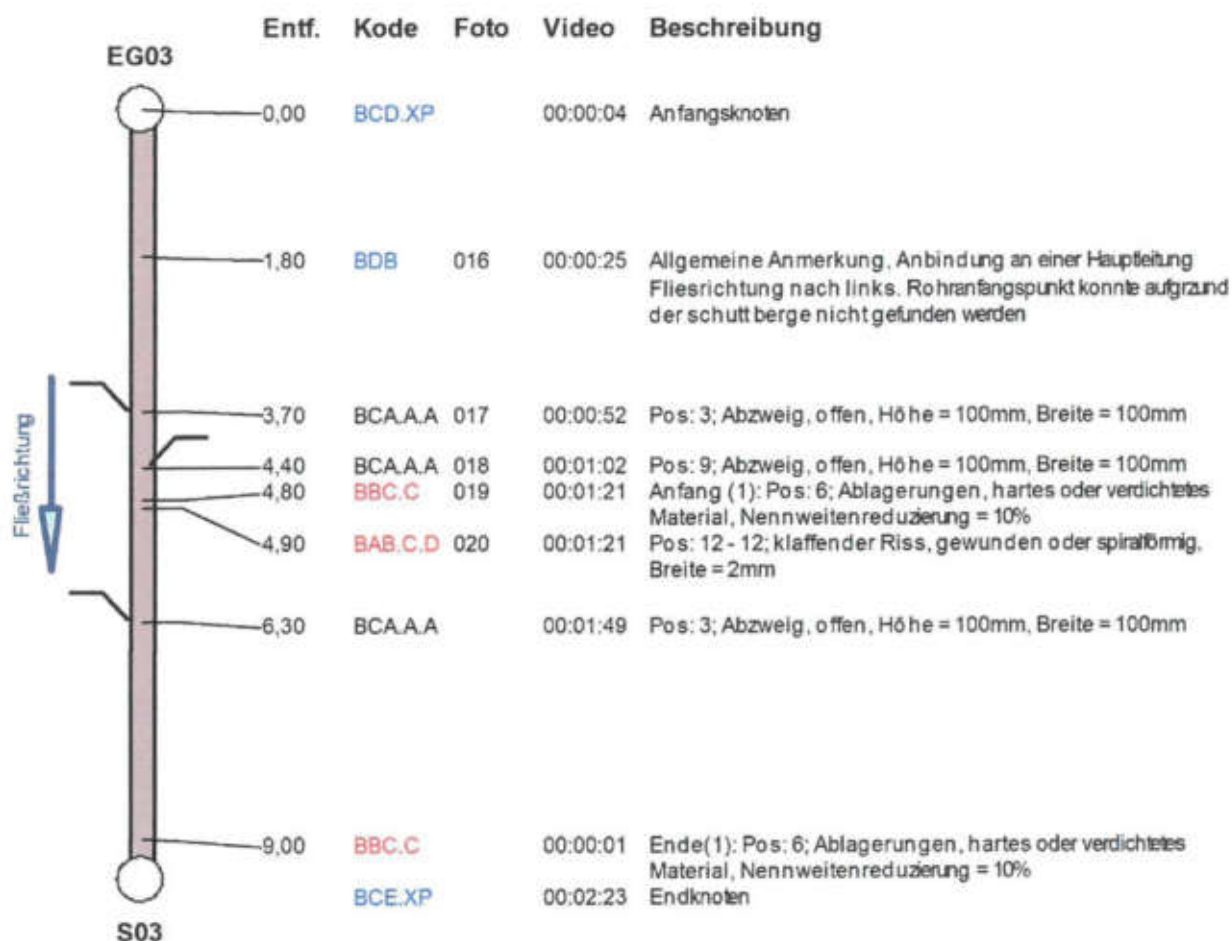 Entf. Kode Foto Video Beschreibung
EG03
0,00 BCD.XP 00:00:04 Anfangsknoten
1,80 BDB 016 00:00:25 Allgemeine Anmerkung, Anbindung an einer Hauptleitung
Fliesrichtung nach links. Rohranfangspunkt konnte aufgrzund
der schutt berge nicht gefunden werden
Fließrichtung
3,70 BCA.A.A 017 00:00:52 Pos: 3; Abzweig, offen, Höhe = 100mm, Breite = 100mm
4,40 BCA.A.A 018 00:01:02 Pos: 9; Abzweig, offen, Höhe = 100mm, Breite = 100mm
4,80 BBC.C 019 00:01:21 Anfang (1): Pos: 6; Ablagerungen, hartes oder verdichtetes
Material, Nennweitenreduzierung = 10%
4,90 BAB.C.D 020 00:01:21 Pos: 12 - 12; klaffender Riss, gewunden oder spiralförmig,
Breite = 2mm
6,30 BCA.A.A 00:01:49 Pos: 3; Abzweig, offen, Höhe = 100mm, Breite = 100mm
9,00 BBC.C 00:00:01 Ende(1): Pos: 6; Ablagerungen, hartes oder verdichtetes
Material, Nennweitenreduzierung = 10%
BCE.XP 00:02:23 Endknoten
S03